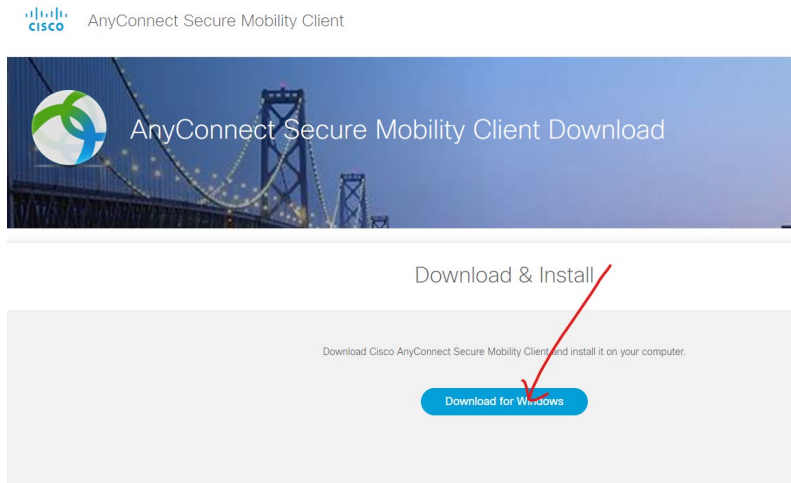 CISCO
AnyConnect Secure Mobility Client
AnyConnect Secure Mobility Client Download
Download & Install
Download Cisco AnyConnect Secure Mobility Client and install it on your computer.
Download for Windows